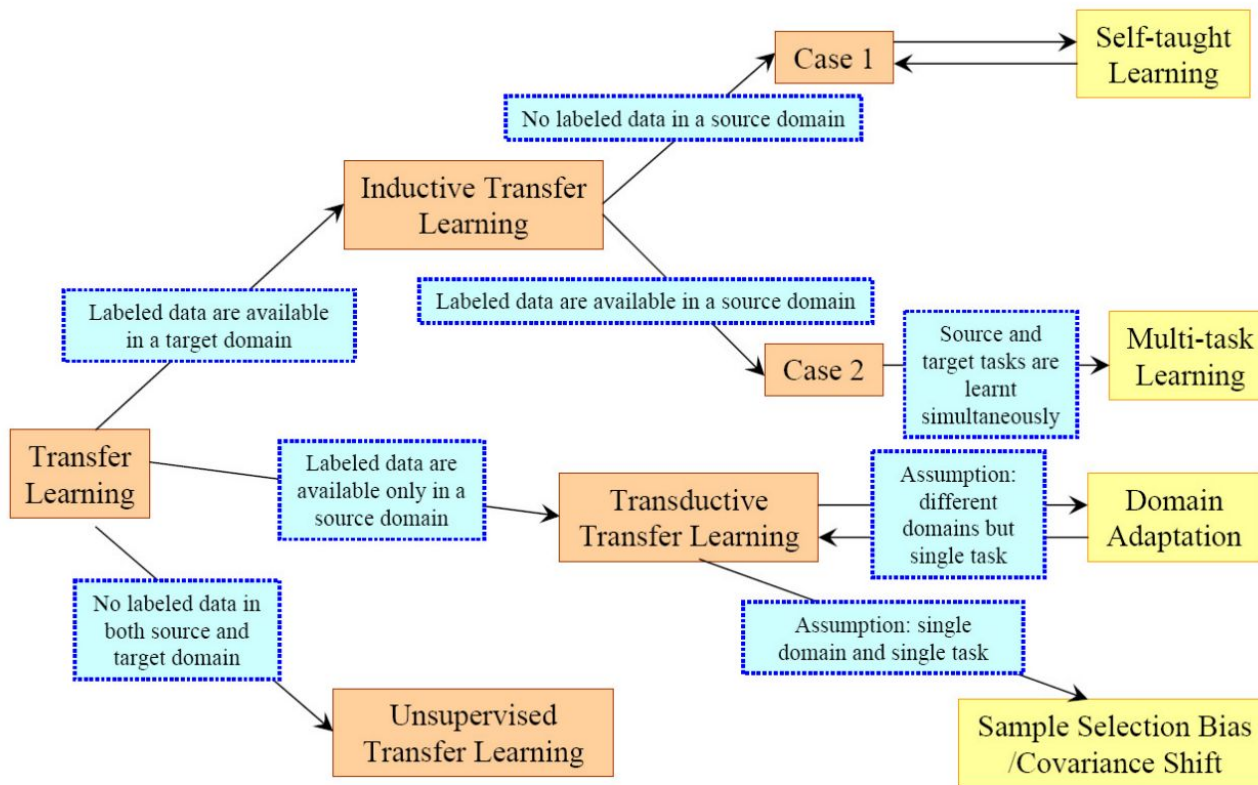 Case 1
Self-taught
Learning
No labeled data in a source domain
Inductive Transfer
Learning
Labeled data are available
in a target domain
Labeled data are available in a source domain
Case 2
Source and
target tasks are
learnt
simultaneously
Multi-task
Learning
Transfer
Learning
Labeled data are
available only in a
source domain
Transductive
Transfer Learning
Assumption:
different
domains but
single task
Domain
Adaptation
No labeled data in
both source and
target domain
Assumption: single
domain and single task
Unsupervised
Transfer Learning
Sample Selection Bias
/Covariance Shift